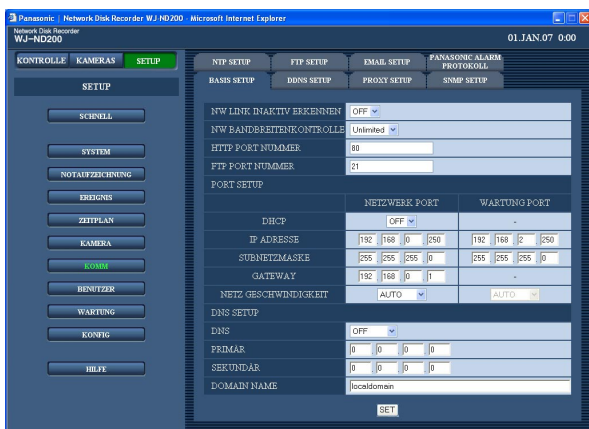 Panasonic | Network Disk Recorder WJ-ND200 - Microsoft Internet Explorer
Network Disk Recorder
WJ-ND200
01.JAN.07 0:00
KONTROLLE KAMERAS SETUP
SETUP
SCHNELL
SYSTEM
NOTAUFZEICHNUNG
EREIGNIS
ZEITPLAN
KAMERA
KOMM
BENUTZER
WARTUNG
KONFIG
HILFE
NTP SETUP FTP SETUP EMAIL SETUP PANASONIC ALARM PROTOKOLL
BASIS SETUP DDNS SETUP PROXY SETUP SNMP SETUP
NW LINK INAKTIV ERKENNEN OFF
NW BANDBREITENKONTROLLE Unlimited
HTTP PORT NUMMER 80
FTP PORT NUMMER 21
PORT SETUP
NETZWERK PORT WARTUNG PORT
DHCP OFF -
IP ADRESSE 192 . 168 . 0 . 250 192 . 168 . 2 . 250
SUBNETZMASKE 255 . 255 . 255 . 0 255 . 255 . 255 . 0
GATEWAY 192 . 168 . 0 . 1 -
NETZ GESCHWINDIGKEIT AUTO AUTO
DNS SETUP
DNS OFF
PRIMÄR 0 . 0 . 0 . 0
SEKUNDÄR 0 . 0 . 0 . 0
DOMAIN NAME localdomain
SET